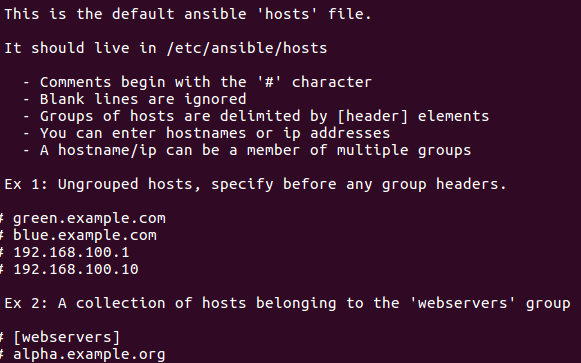 This is the default ansible 'hosts' file.
It should live in /etc/ansible/hosts
- Comments begin with the '#' character
- Blank lines are ignored
- Groups of hosts are delimited by [header] elements
- You can enter hostnames or ip addresses
- A hostname/ip can be a member of multiple groups
Ex 1: Ungrouped hosts, specify before any group headers.
# green.example.com
# blue.example.com
# 192.168.100.1
# 192.168.100.10
Ex 2: A collection of hosts belonging to the 'webservers' group
# [webservers]
# alpha.example.org